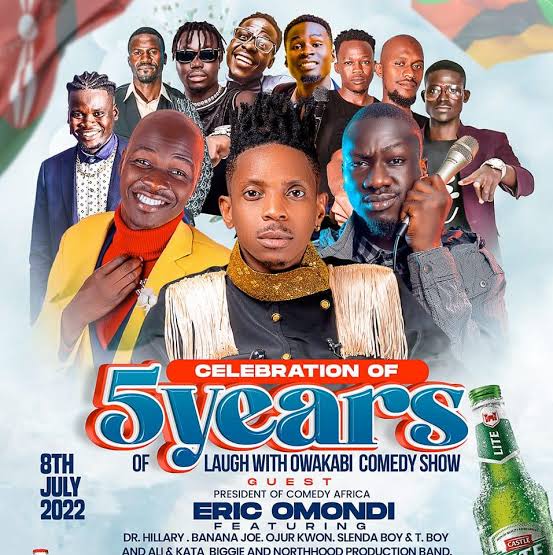 CELEBRATION OF
5years
OF LAUGH WITH OWAKABI COMEDY SHOW
8TH
JULY
2022
GUEST
PRESIDENT OF COMEDY AFRICA
ERIC OMONDI
FEATURING
DR. HILLARY . BANANA JOE. OJUR KWON. SLENDA BOY & T. BOY
AND ALI & KATA BIGGIE AND NORTHHOOD PRODUCTION BAND.
LITE
CASTLE